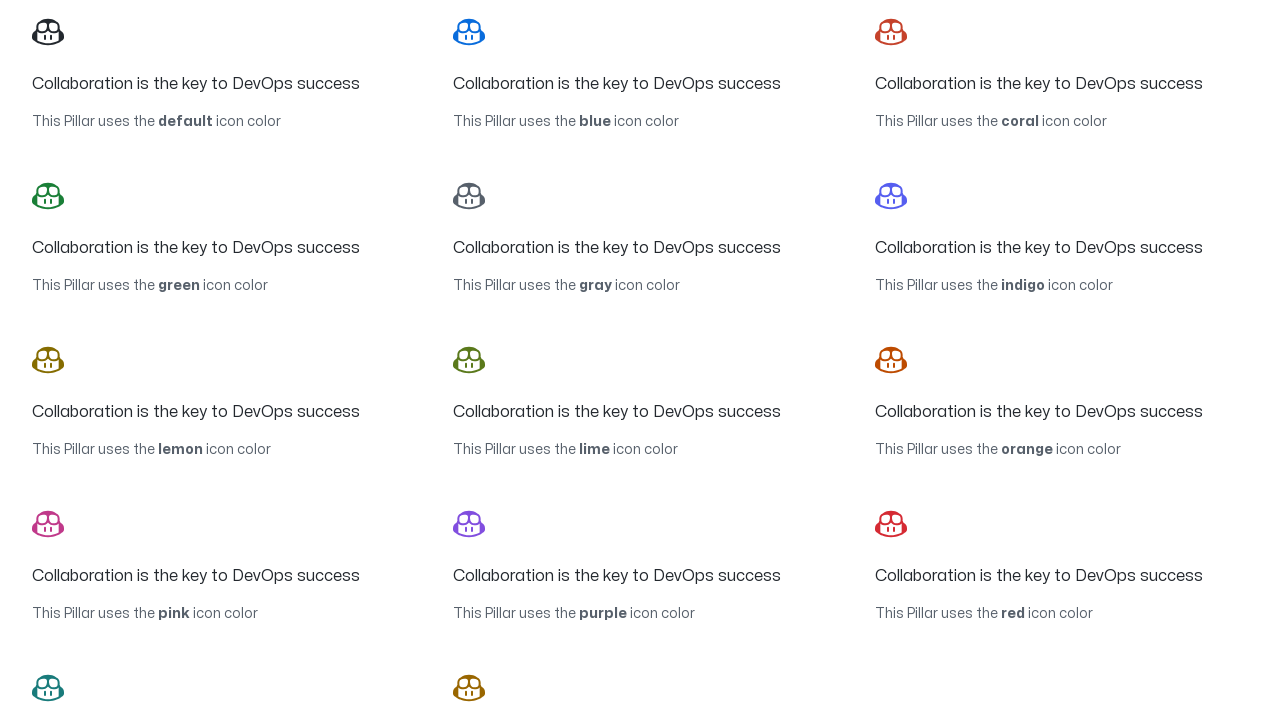 Collaboration is the key to DevOps success
This Pillar uses the default icon color
Collaboration is the key to DevOps success
This Pillar uses the blue icon color
Collaboration is the key to DevOps success
This Pillar uses the coral icon color
Collaboration is the key to DevOps success
This Pillar uses the green icon color
Collaboration is the key to DevOps success
This Pillar uses the gray icon color
Collaboration is the key to DevOps success
This Pillar uses the indigo icon color
Collaboration is the key to DevOps success
This Pillar uses the lemon icon color
Collaboration is the key to DevOps success
This Pillar uses the lime icon color
Collaboration is the key to DevOps success
This Pillar uses the orange icon color
Collaboration is the key to DevOps success
This Pillar uses the pink icon color
Collaboration is the key to DevOps success
This Pillar uses the purple icon color
Collaboration is the key to DevOps success
This Pillar uses the red icon color